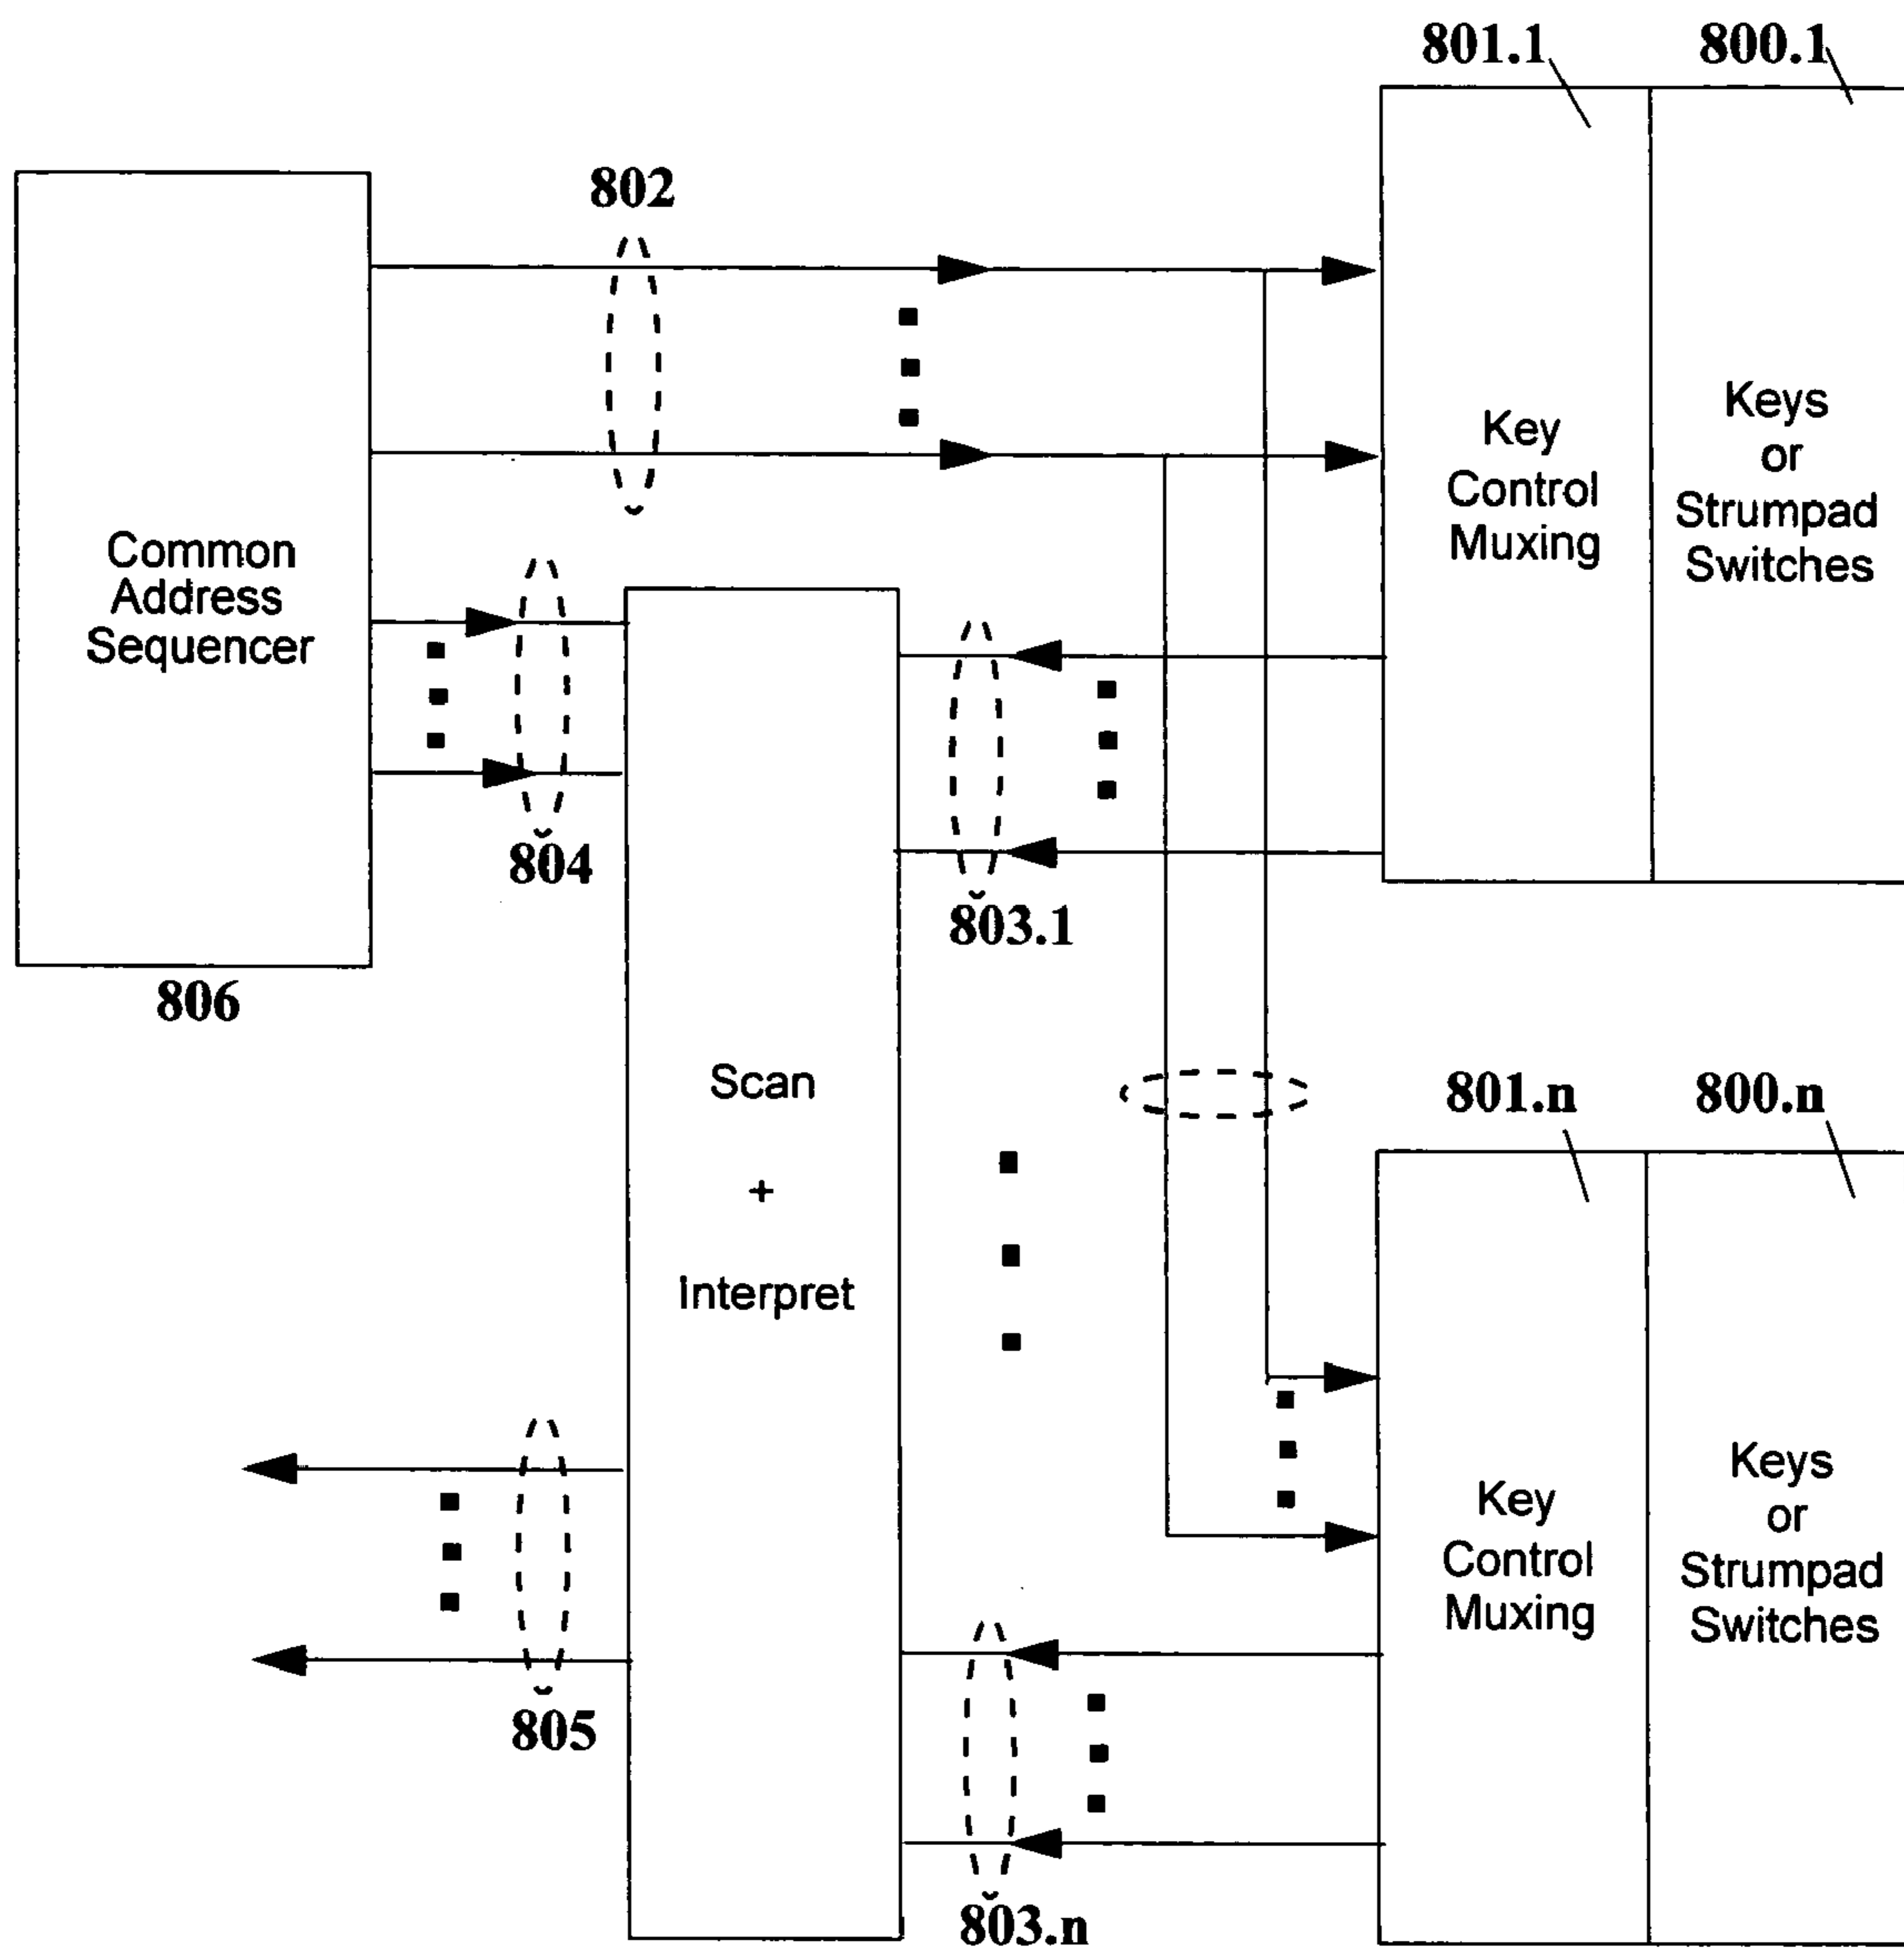 801.1 800.1
802
Common
Address
Sequencer
Key
Control
Muxing
Keys
or
Strumpad
Switches
804
803.1
806
Scan
+
Interpret
801.n 800.n
Key
Control
Muxing
Keys
or
Strumpad
Switches
805
803.n